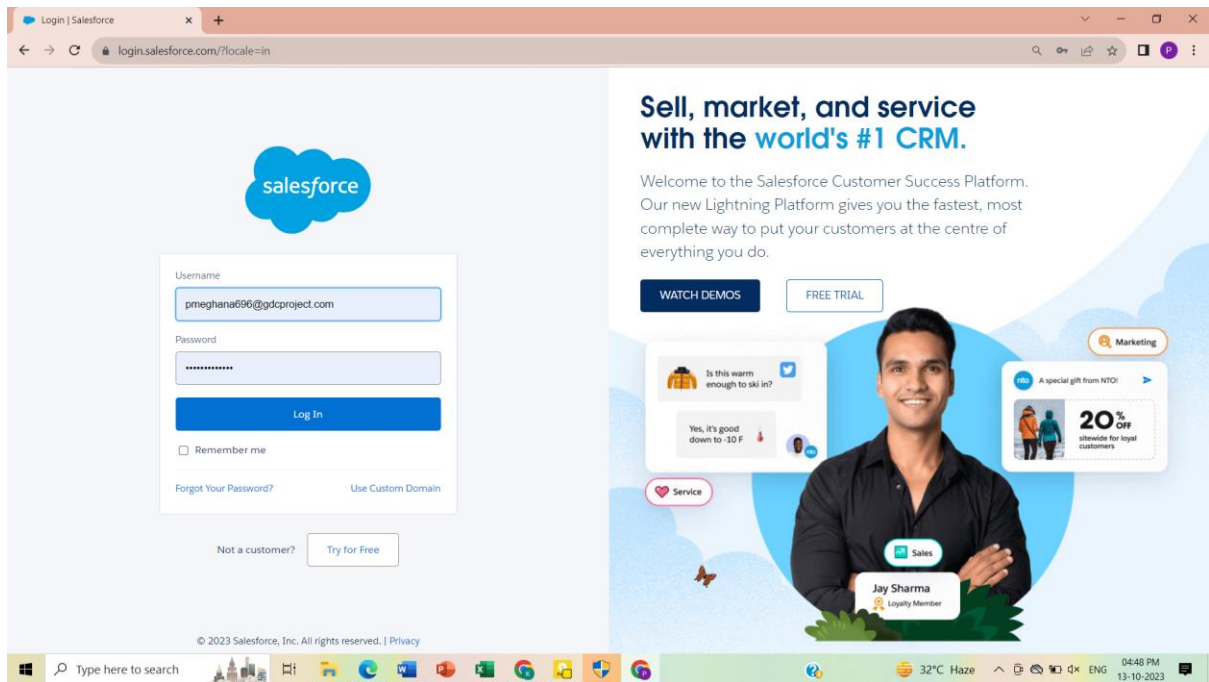 Login | Salesforce
login.salesforce.com/?locale=in
P
salesforce
Username
pmeghana696@gdcproject.com
Password
•••••••••••••
Log In
Remember me
Forgot Your Password?
Use Custom Domain
Not a customer?
Try for Free
© 2023 Salesforce, Inc. All rights reserved. | Privacy
Sell, market, and service
with the world's #1 CRM.
Welcome to the Salesforce Customer Success Platform.
Our new Lightning Platform gives you the fastest, most
complete way to put your customers at the centre of
everything you do.
WATCH DEMOS
FREE TRIAL
Is this warm
enough to ski in?
Yes, it's good
down to -10 F
Service
Marketing
nto
A special gift from NTO!
20% OFF
sitewide for loyal
customers
Sales
Jay Sharma
Loyalty Member
Type here to search
32°C Haze
ENG
04:48 PM
13-10-2023